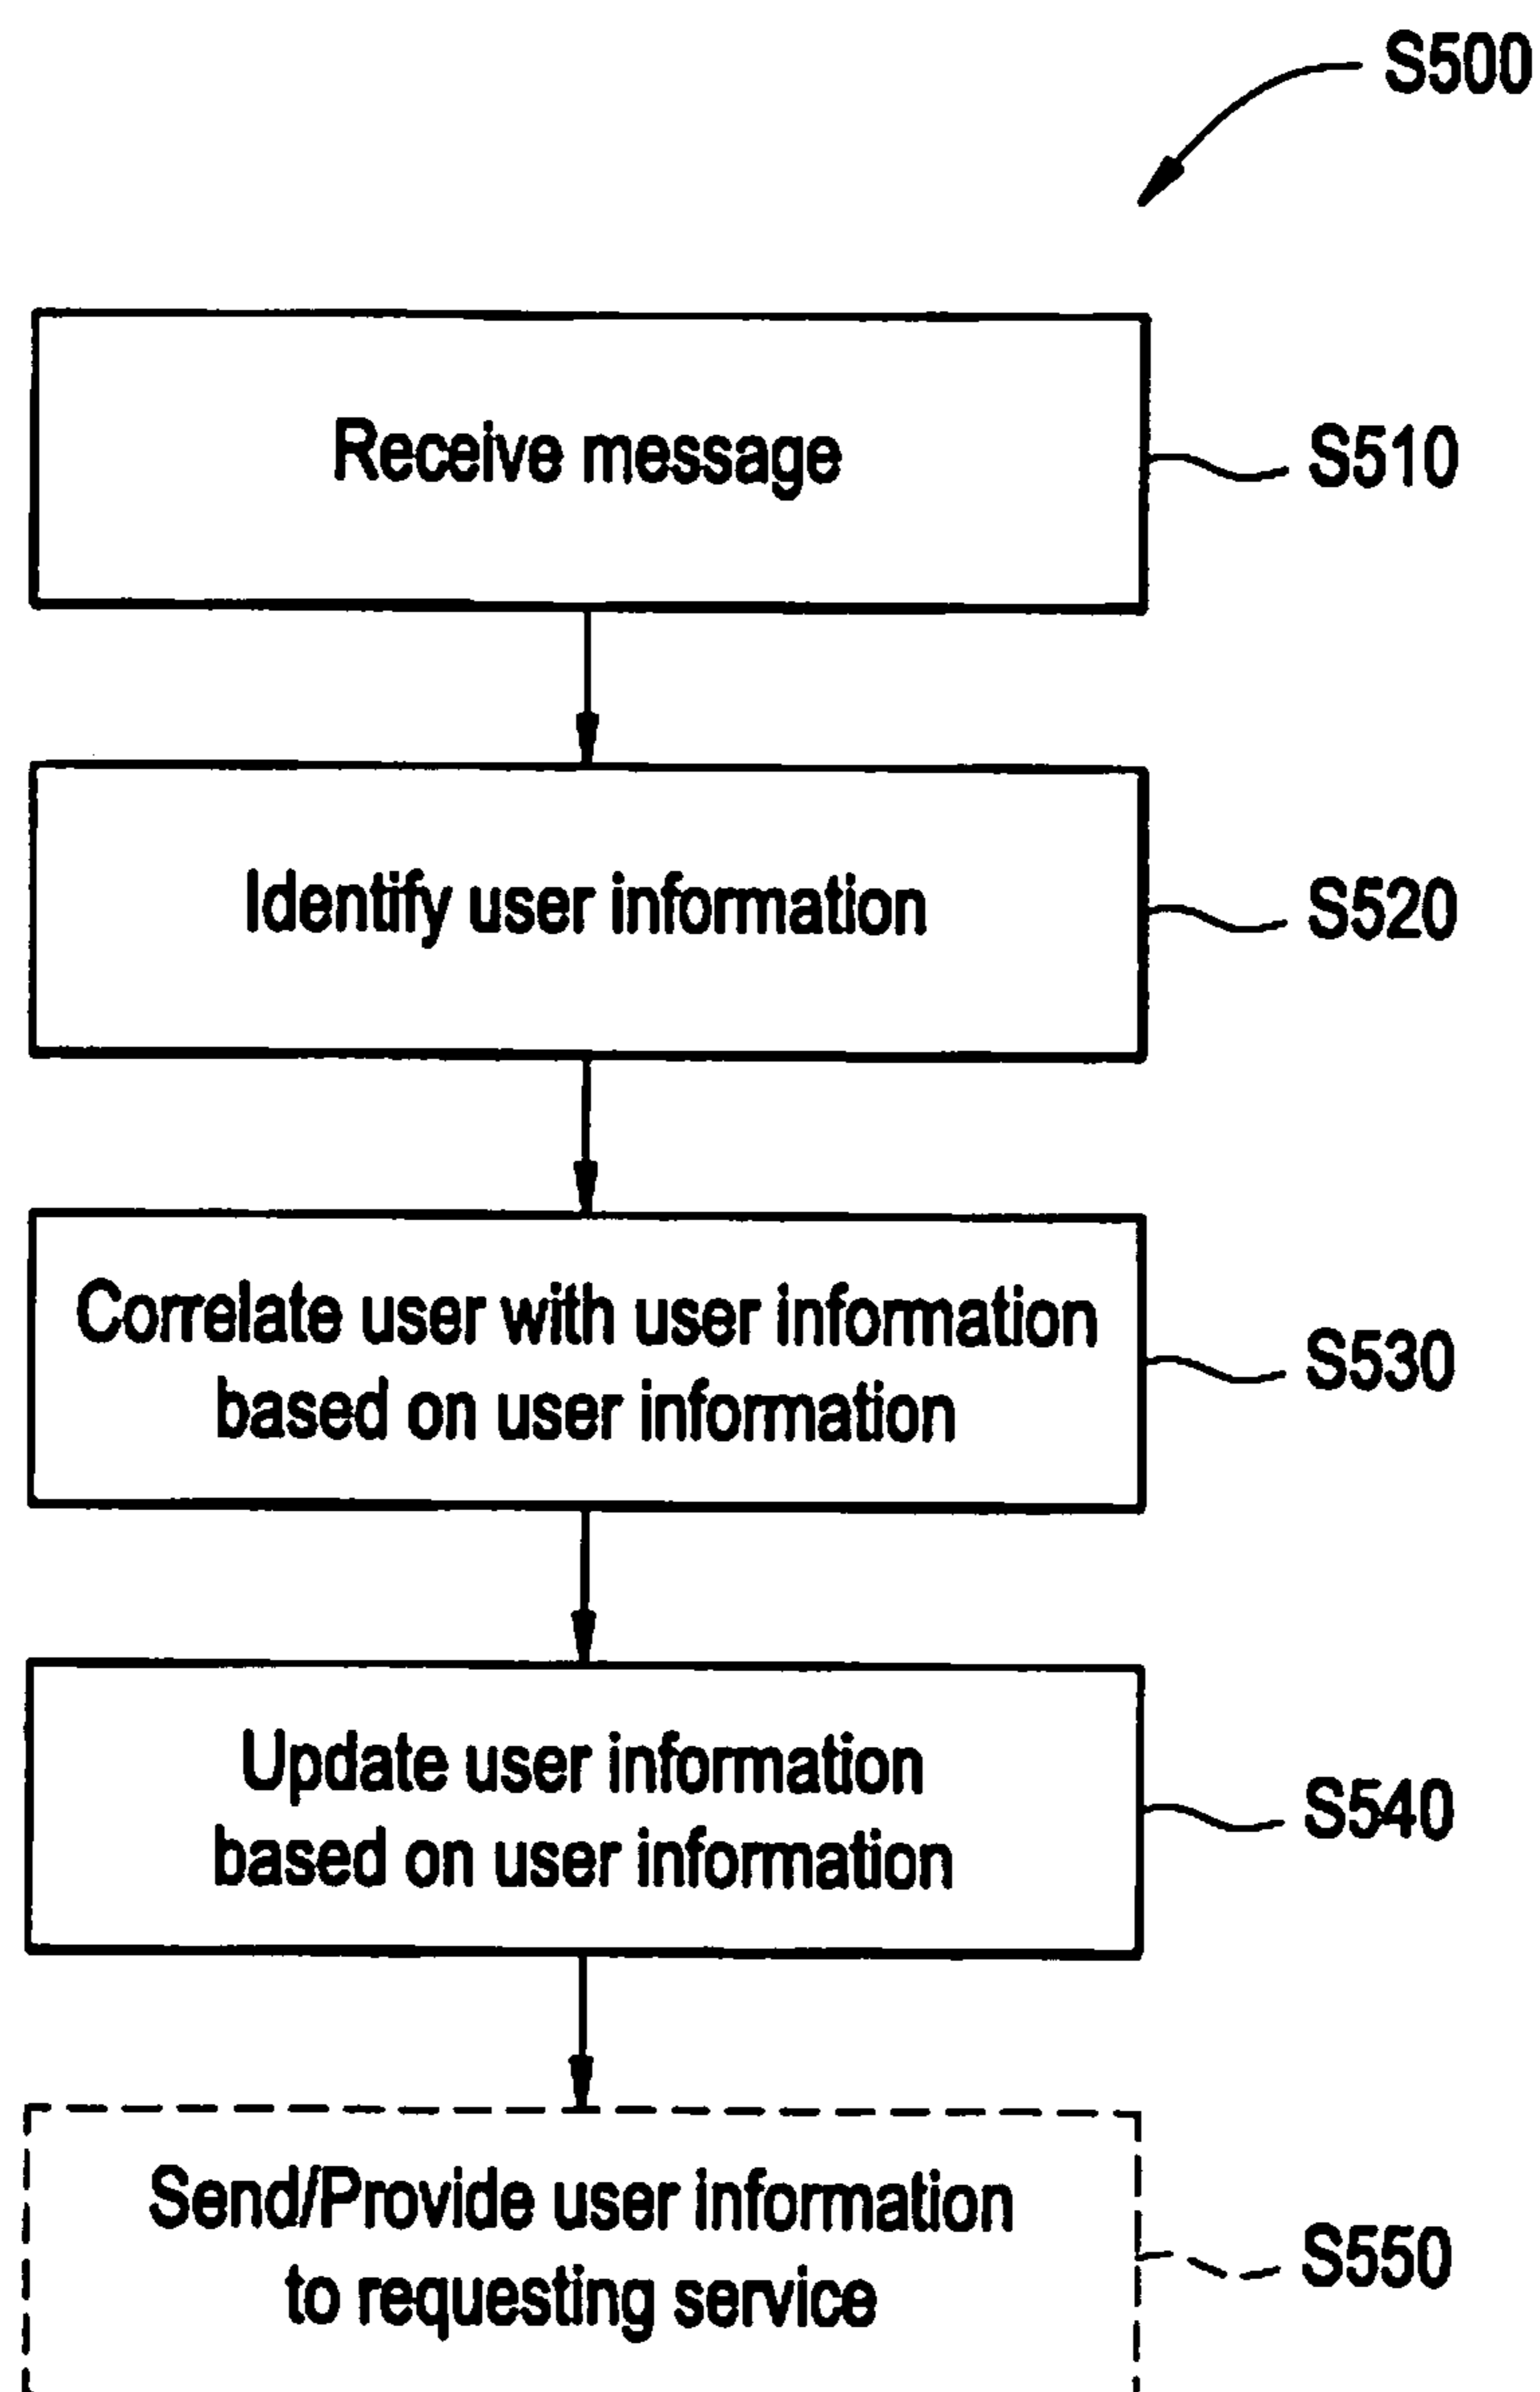 S500
Receive message
S510
Identify user information
S520
Correlate user with user information
based on user information
S530
Update user information
based on user information
S540
Send/Provide user information
to requesting service
S550